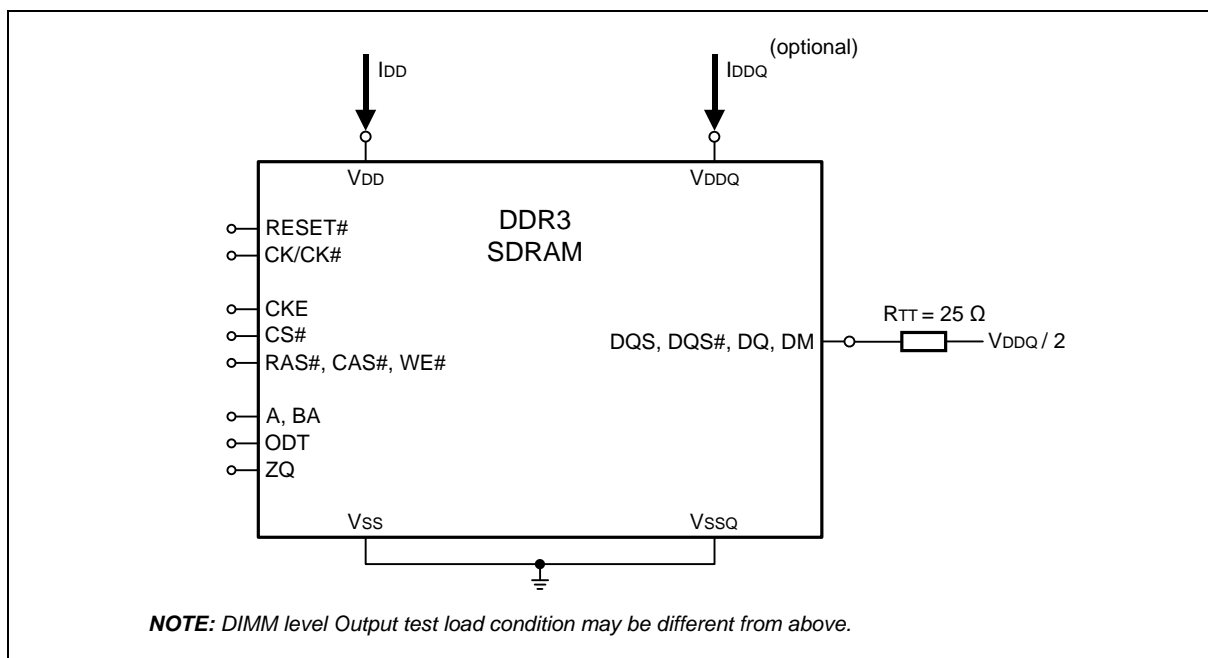 (optional)
IDD
IDDQ
VDD
VDDQ
DDR3
SDRAM
RESET#
CK/CK#
CKE
CS#
RAS#, CAS#, WE#
A, BA
ODT
ZQ
DQS, DQS#, DQ, DM
RTT = 25 Ω
VDDQ / 2
VSS
VSSQ
NOTE: DIMM level Output test load condition may be different from above.